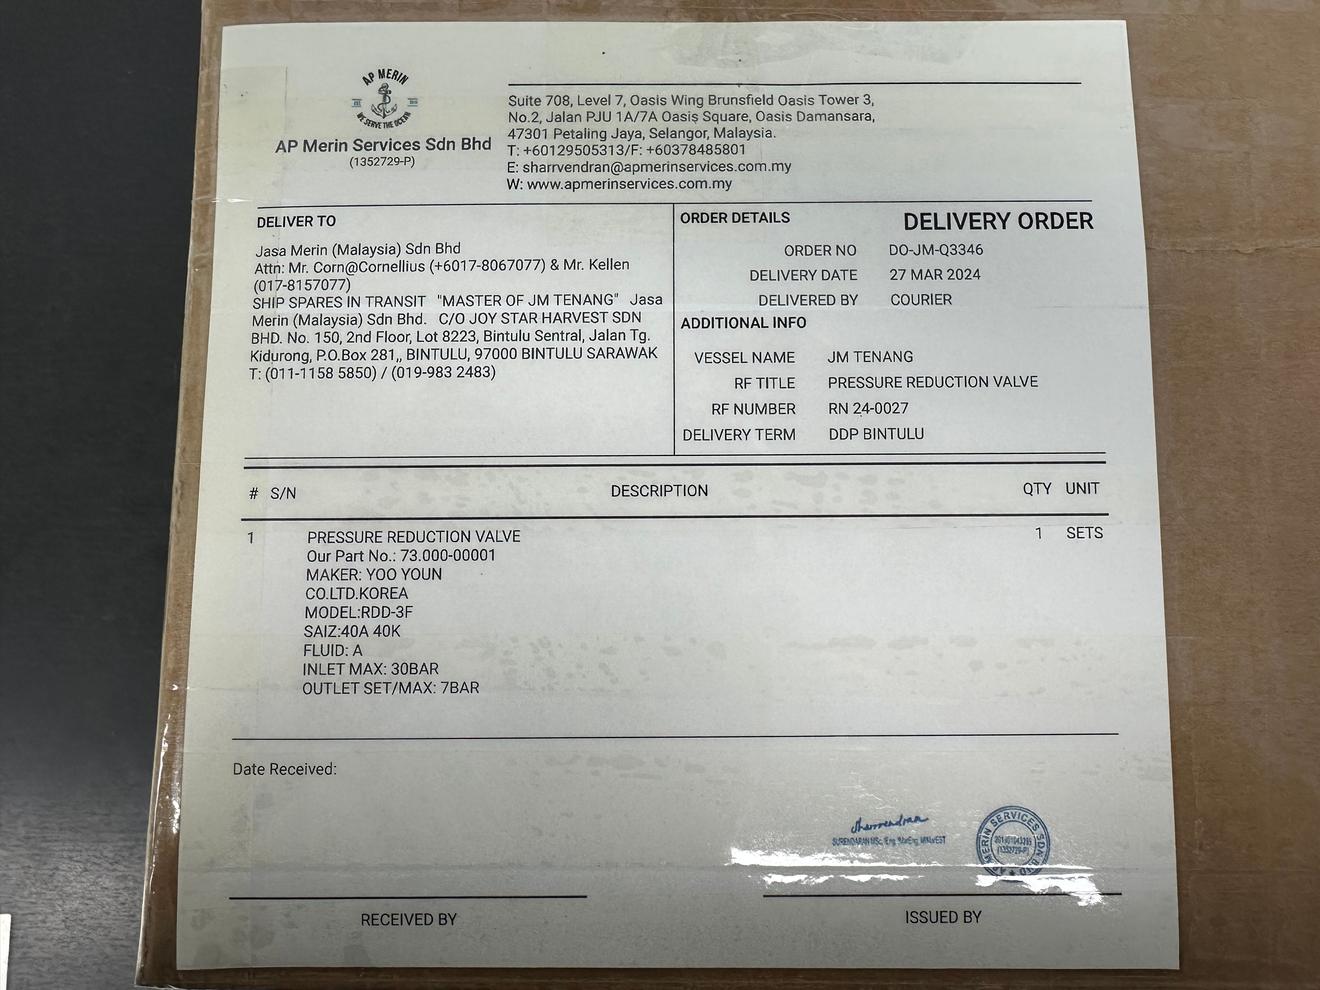 AP MERIN
WE SERVE THE OCEAN
AP Merin Services Sdn Bhd
(1352729-P)
Suite 708, Level 7, Oasis Wing Brunsfield Oasis Tower 3,
No.2, Jalan PJU 1A/7A Oasis Square, Oasis Damansara,
47301 Petaling Jaya, Selangor, Malaysia.
T: +60129505313/F: +60378485801
E: sharrvendran@apmerinservices.com.my
W: www.apmerinservices.com.my
DELIVER TO
Jasa Merin (Malaysia) Sdn Bhd
Attn: Mr. Corn@Cornellius (+6017-8067077) & Mr. Kellen
(017-8157077)
SHIP SPARES IN TRANSIT "MASTER OF JM TENANG" Jasa
Merin (Malaysia) Sdn Bhd. C/O JOY STAR HARVEST SDN
BHD. No. 150, 2nd Floor, Lot 8223, Bintulu Sentral, Jalan Tg.
Kidurong, P.O.Box 281,, BINTULU, 97000 BINTULU SARAWAK
T: (011-1158 5850) / (019-983 2483)
ORDER DETAILS DELIVERY ORDER
ORDER NO DO-JM-Q3346
DELIVERY DATE 27 MAR 2024
DELIVERED BY COURIER
ADDITIONAL INFO
VESSEL NAME JM TENANG
RF TITLE PRESSURE REDUCTION VALVE
RF NUMBER RN 24-0027
DELIVERY TERM DDP BINTULU
# S/N DESCRIPTION QTY UNIT
1 PRESSURE REDUCTION VALVE 1 SETS
Our Part No.: 73.000-00001
MAKER: YOO YOUN
CO.LTD.KOREA
MODEL:RDD-3F
SAIZ:40A 40K
FLUID: A
INLET MAX: 30BAR
OUTLET SET/MAX: 7BAR
Date Received:
SURENDARAN MSc
MERIN SERVICES SDN BHD
(1352729-P)
RECEIVED BY
ISSUED BY